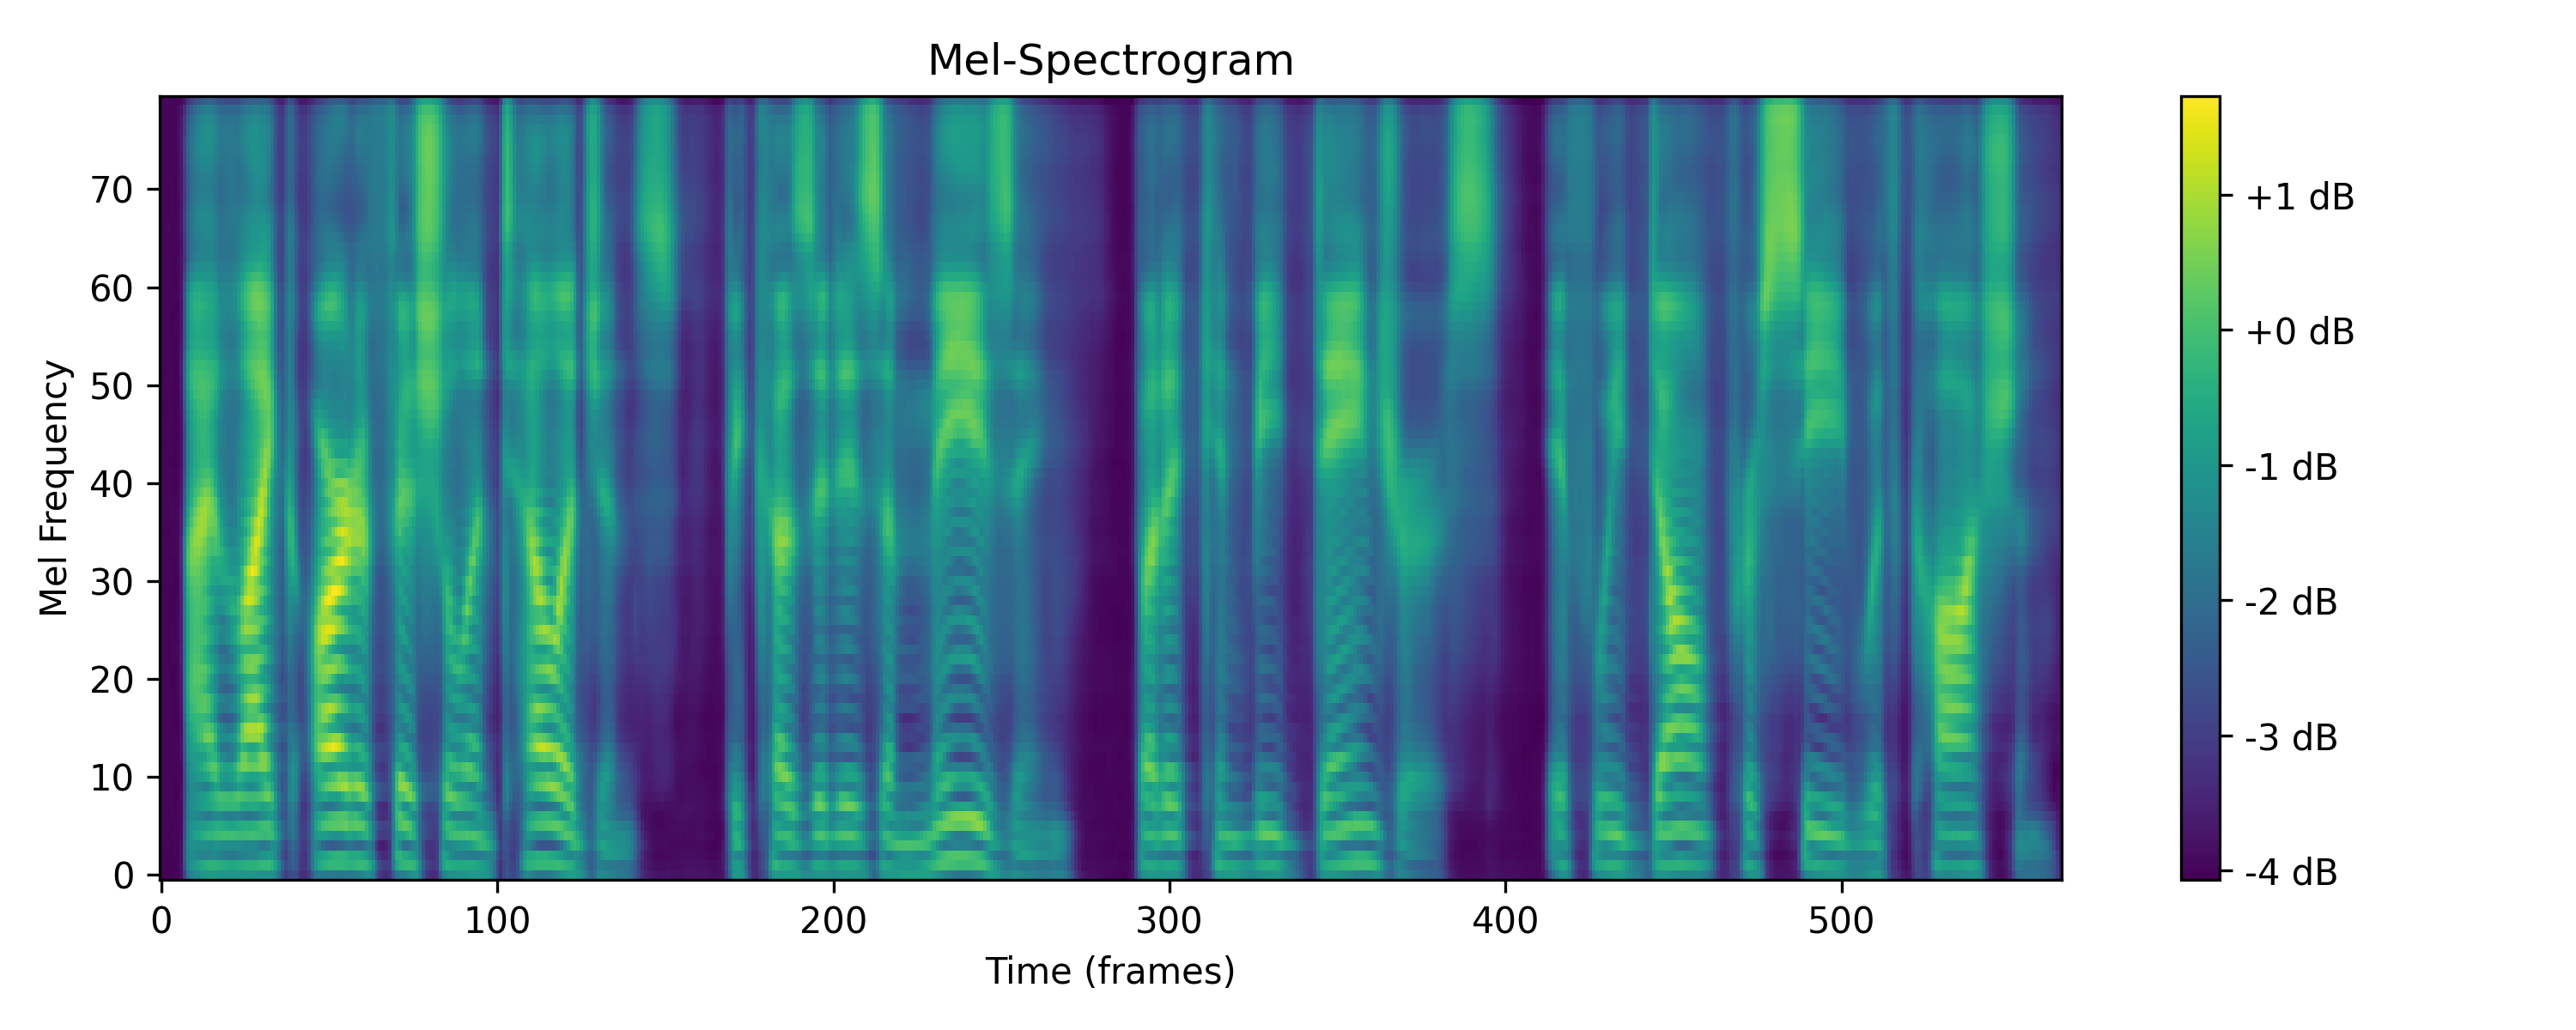 Mel-Spectrogram
Mel Frequency
70
60
50
40
30
20
10
0
0 100 200 300 400 500
Time (frames)
+1 dB
+0 dB
-1 dB
-2 dB
-3 dB
-4 dB